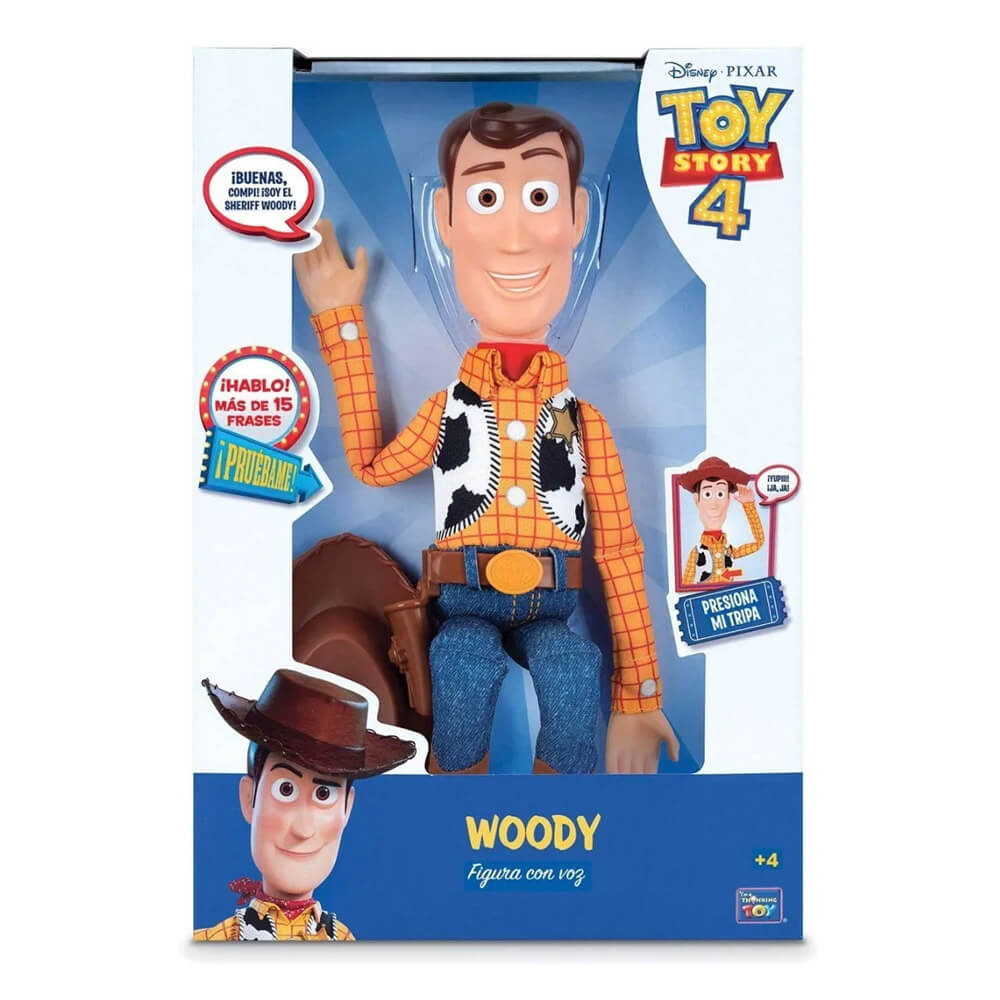 Disney · PIXAR
TOY
STORY
4
¡BUENAS,
COMPI! ¡SOY EL
SHERIFF WOODY!
¡HABLO!
MÁS DE 15
FRASES
¡PRUÉBAME!
¡YUPIII!
¡JA, JA!
PRESIONA
MI TRIPA
WOODY
Figura con voz
+4
THINKING
TOY